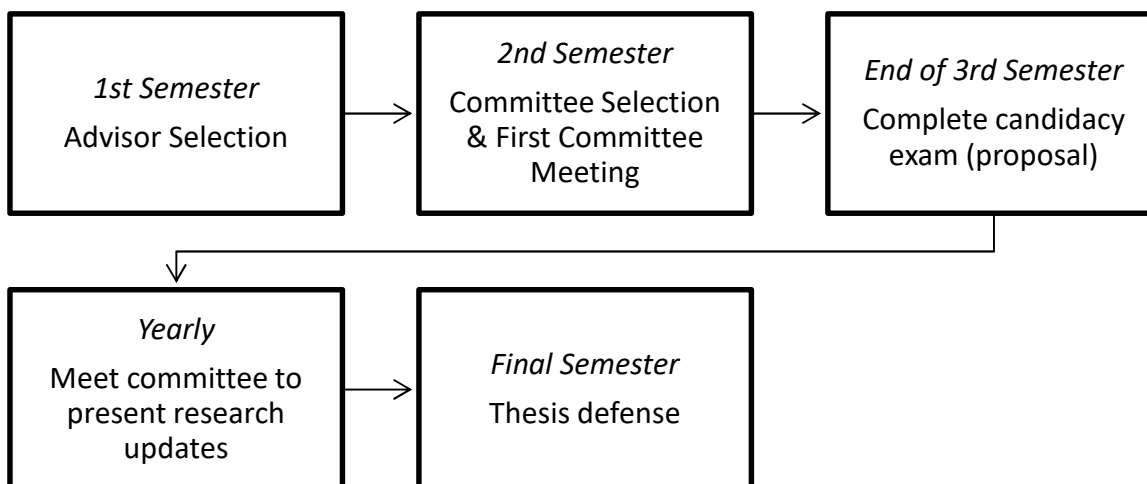 1st Semester
Advisor Selection
2nd Semester
Committee Selection
& First Committee
Meeting
End of 3rd Semester
Complete candidacy
exam (proposal)
Yearly
Meet committee to
present research
updates
Final Semester
Thesis defense